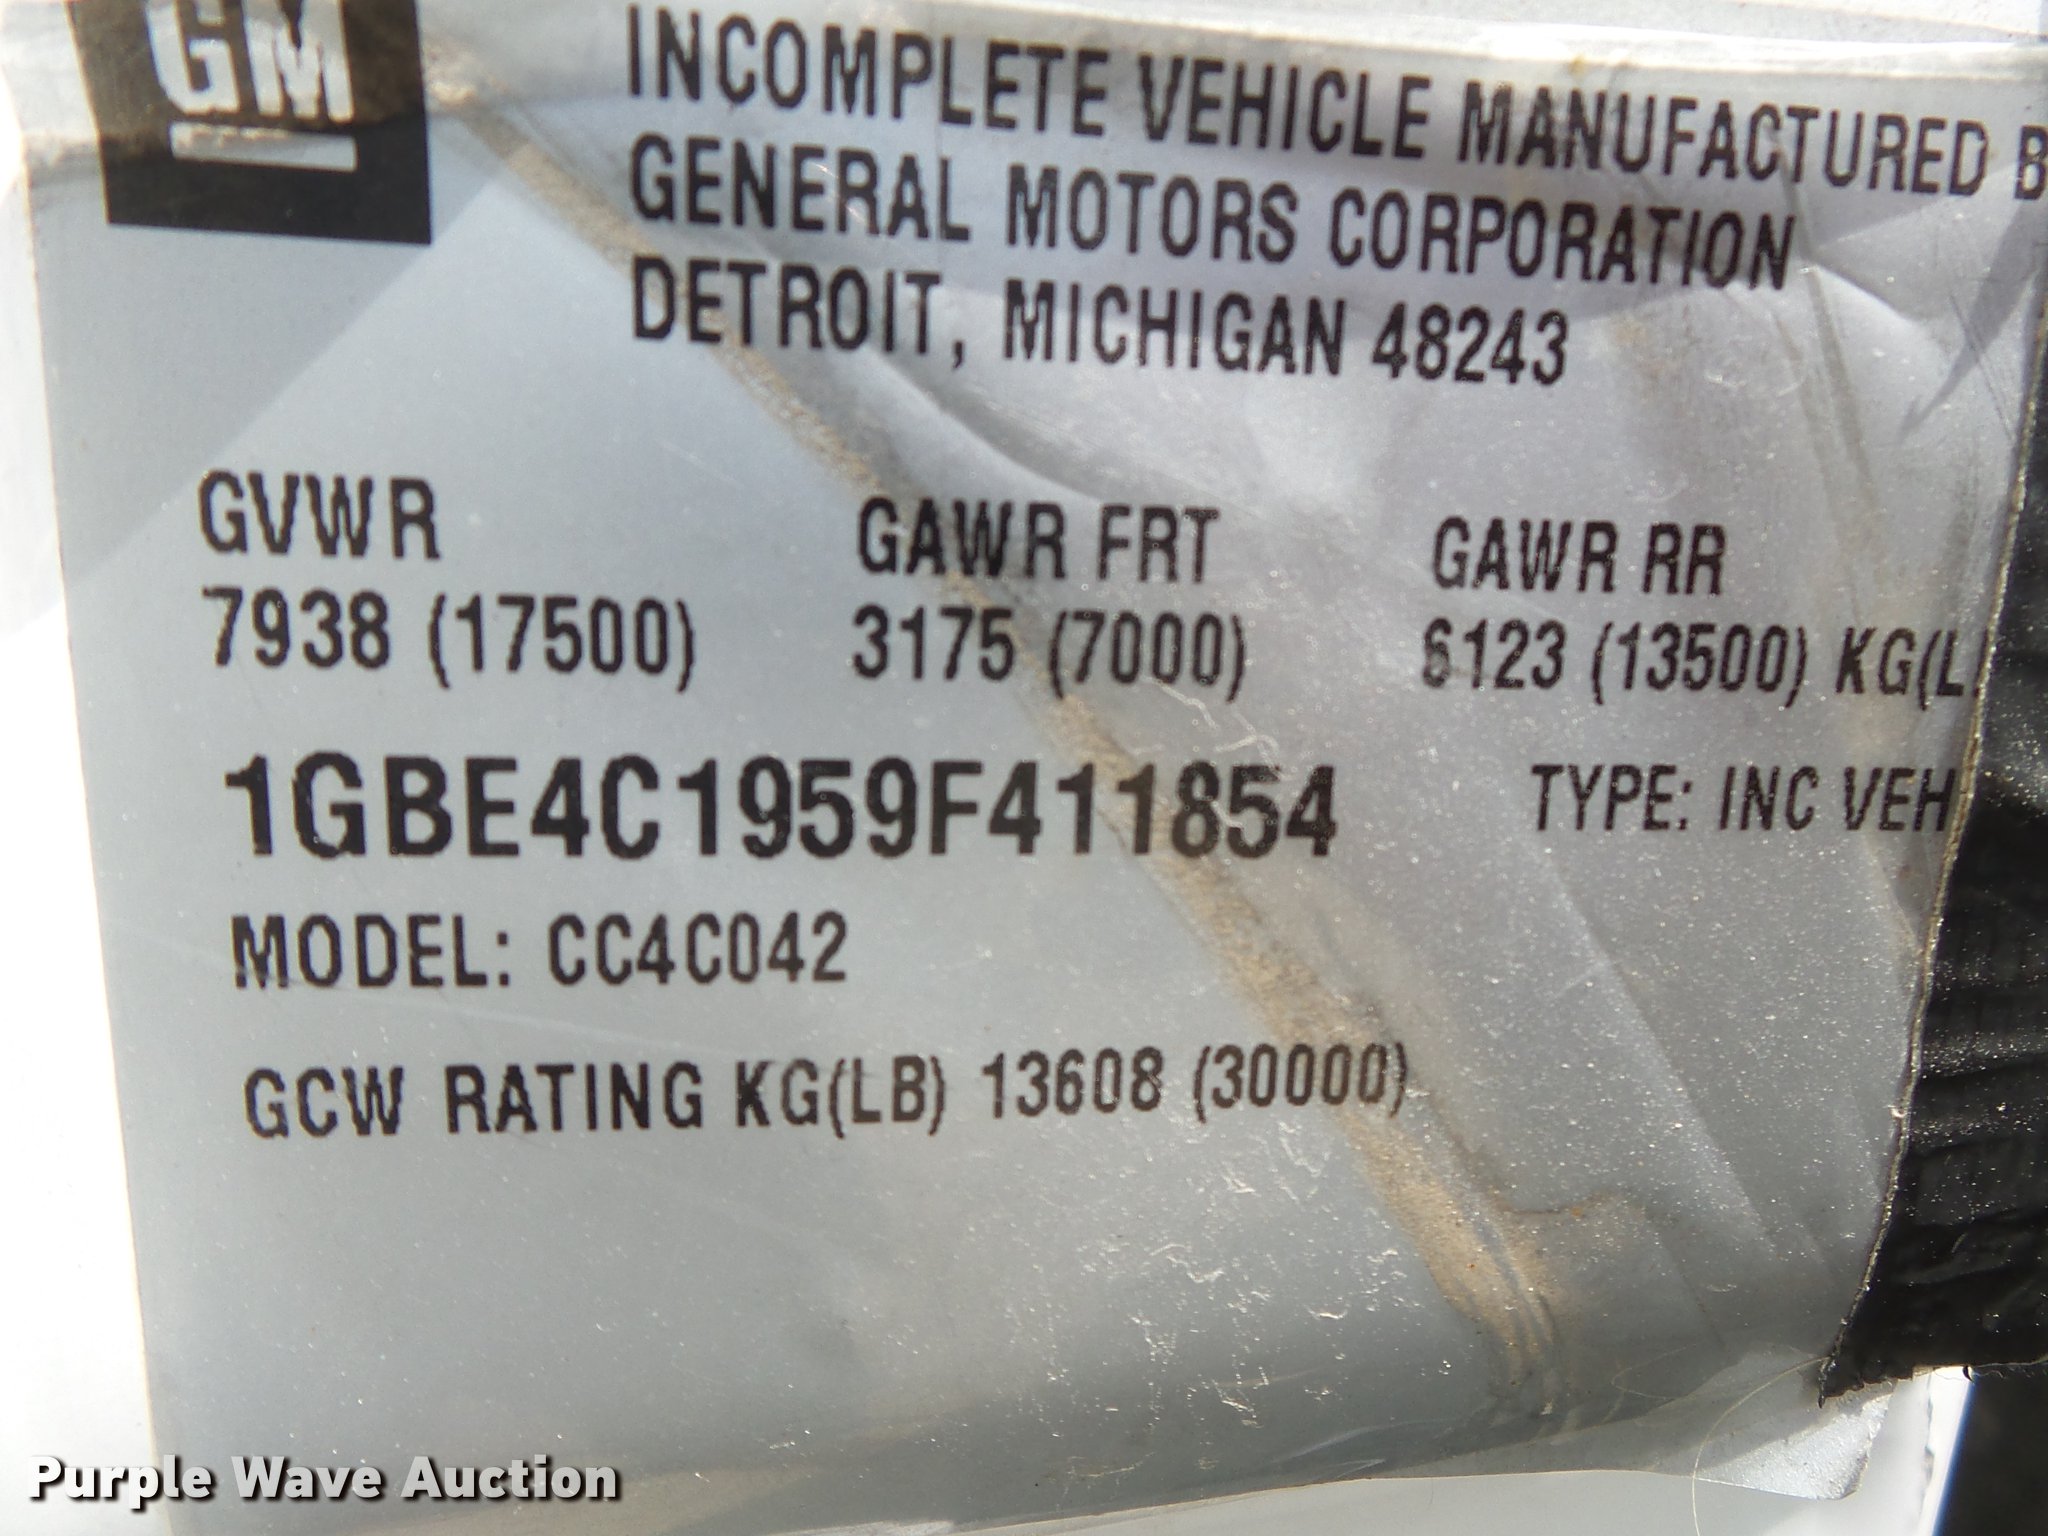 GM
INCOMPLETE VEHICLE MANUFACTURED B
GENERAL MOTORS CORPORATION
DETROIT, MICHIGAN 48243
GVWR GAWR FRT GAWR RR
7938 (17500) 3175 (7000) 6123 (13500) KG(L
1GBE4C1959F411854 TYPE: INC VEH
MODEL: CC4C042
GCW RATING KG(LB) 13608 (30000)
Purple Wave Auction